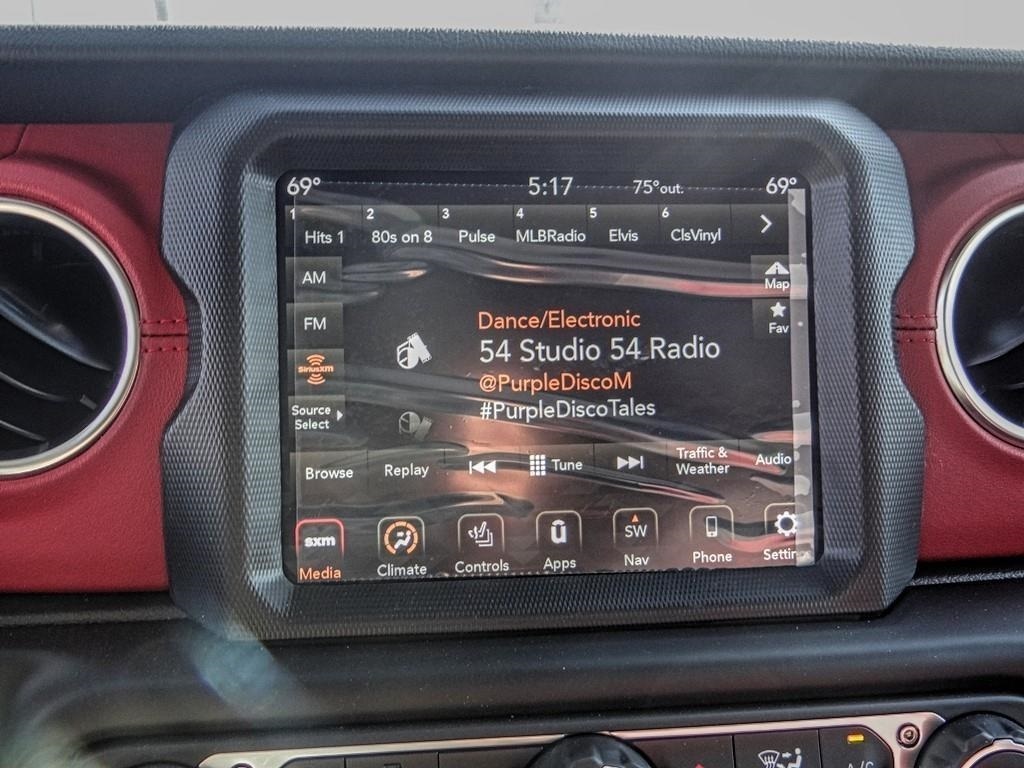 69° 5:17 75°out. 69°
1 2 3 4 5 6
Hits 1 80s on 8 Pulse MLBRadio Elvis ClsVinyl
AM
Map
FM
Fav
Dance/Electronic
54 Studio 54 Radio
SiriusXM
@PurpleDiscoM
#PurpleDiscoTales
Source
Select
Browse Replay Tune Traffic &
Weather Audio
sxm SW
Media Climate Controls Apps Nav Phone Settin
A/C